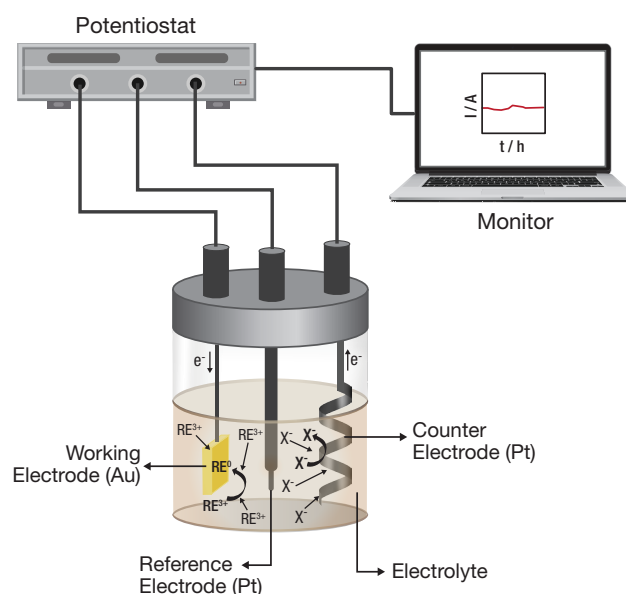 Potentiostat
I / A
t / h
Monitor
e-
e-
RE³⁺
RE³⁺
X-
X-
Counter
Electrode (Pt)
Working
Electrode (Au)
RE⁰
X-
X-
RE³⁺
RE³⁺
X-
Reference
Electrode (Pt)
Electrolyte